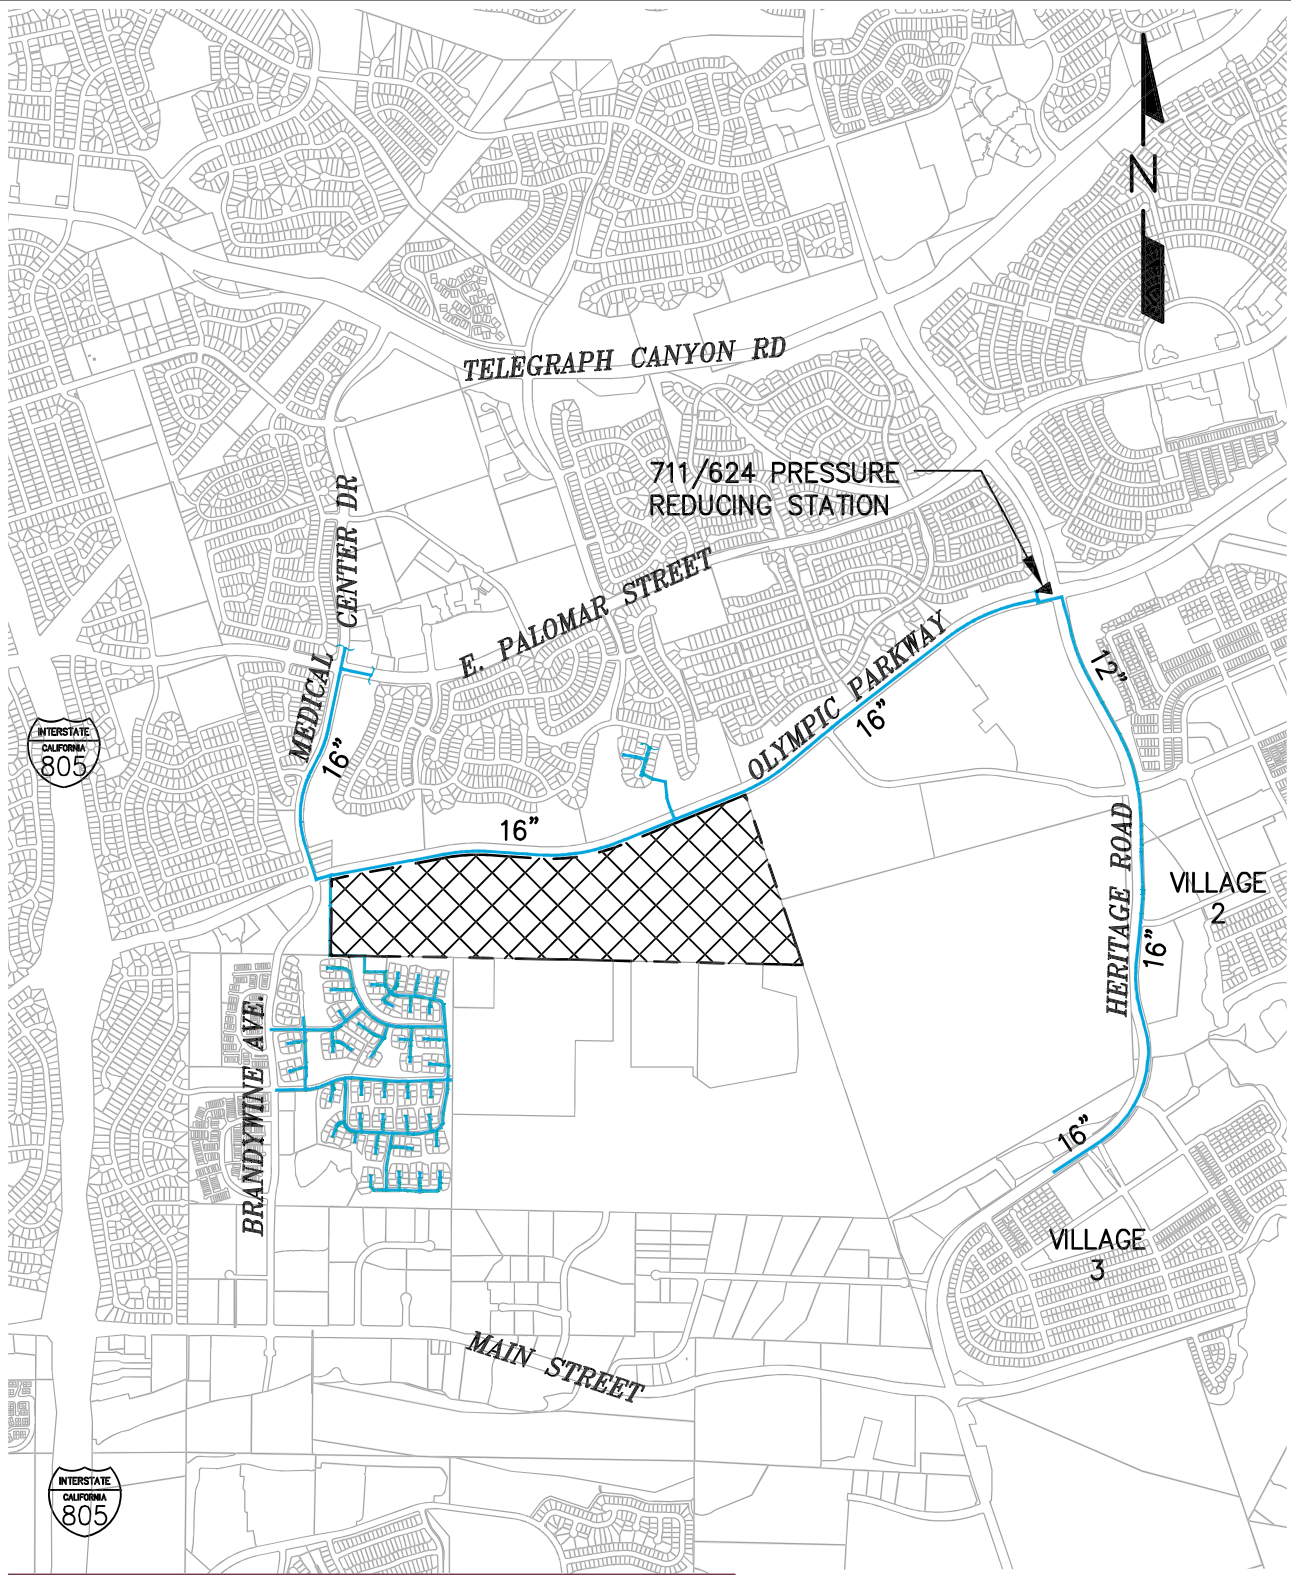 N
TELEGRAPH CANYON RD
711/624 PRESSURE
REDUCING STATION
CENTER DR
MEDICAL
E. PALOMAR STREET
OLYMPIC PARKWAY
12"
16"
16"
16"
INTERSTATE
CALIFORNIA
805
HERITAGE ROAD
VILLAGE
2
16"
BRANDYWINE AVE.
16"
VILLAGE
3
MAIN STREET
INTERSTATE
CALIFORNIA
805